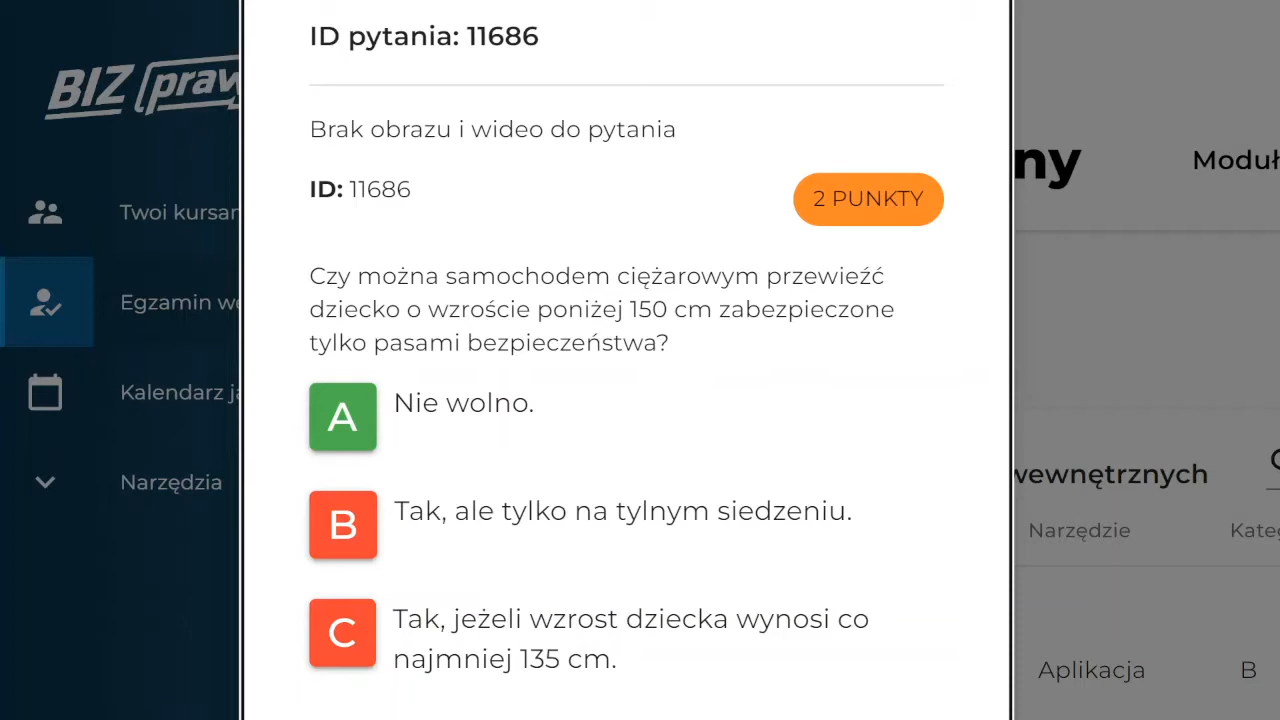 ID pytania: 11686
BIZ
Brak obrazu i wideo do pytania
ny
Moduł
ID: 11686
2 PUNKTY
Twoi kursan
Czy można samochodem ciężarowym przewieźć
dziecko o wzroście poniżej 150 cm zabezpieczone
tylko pasami bezpieczeństwa?
Egzamin we
Kalendarz ja
A Nie wolno.
Narzędzia
wewnętrznych
B Tak, ale tylko na tylnym siedzeniu.
Narzędzie
Kateg
C Tak, jeżeli wzrost dziecka wynosi co
najmniej 135 cm.
Aplikacja
B